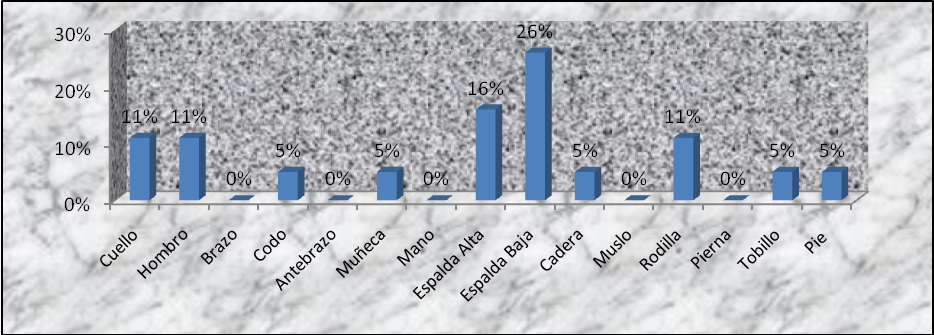 30%
20%
10%
0%
11%
11%
0%
5%
0%
5%
0%
16%
26%
5%
0%
11%
0%
5%
5%
Cuello
Hombro
Brazo
Codo
Antebrazo
Muñeca
Mano
Espalda Alta
Espalda Baja
Cadera
Muslo
Rodilla
Pierna
Tobillo
Pie